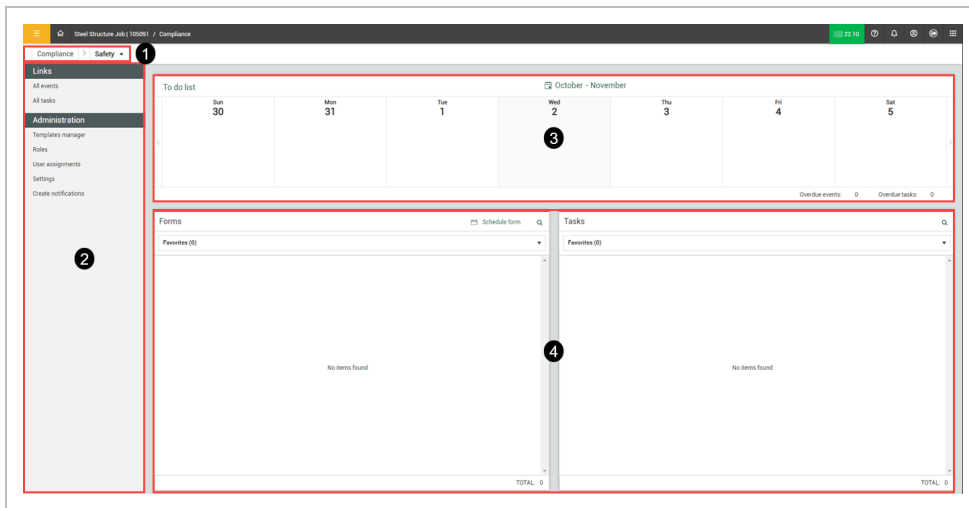 Steel Structure Job | 105091 / Compliance
22.10
Compliance > Safety
1
Links
All events
All tasks
Administration
Templates manager
Roles
User assignments
Settings
Create notifications
2
To do list
October - November
Sun Mon Tue Wed Thu Fri Sat
30 31 1 2 3 4 5
3
Overdue events: 0 Overdue tasks: 0
Forms
Schedule form
Favorites (0)
No items found
TOTAL: 0
4
Tasks
Favorites (0)
No items found
TOTAL: 0